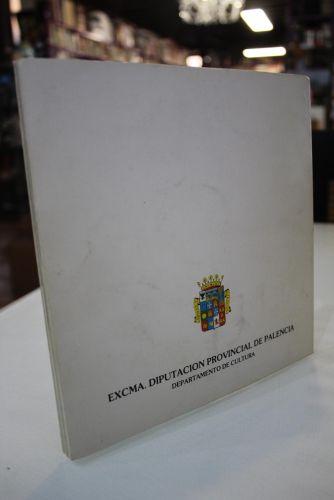 EXCMA. DIPUTACION PROVINCIAL DE PALENCIA
DEPARTAMENTO DE CULTURA